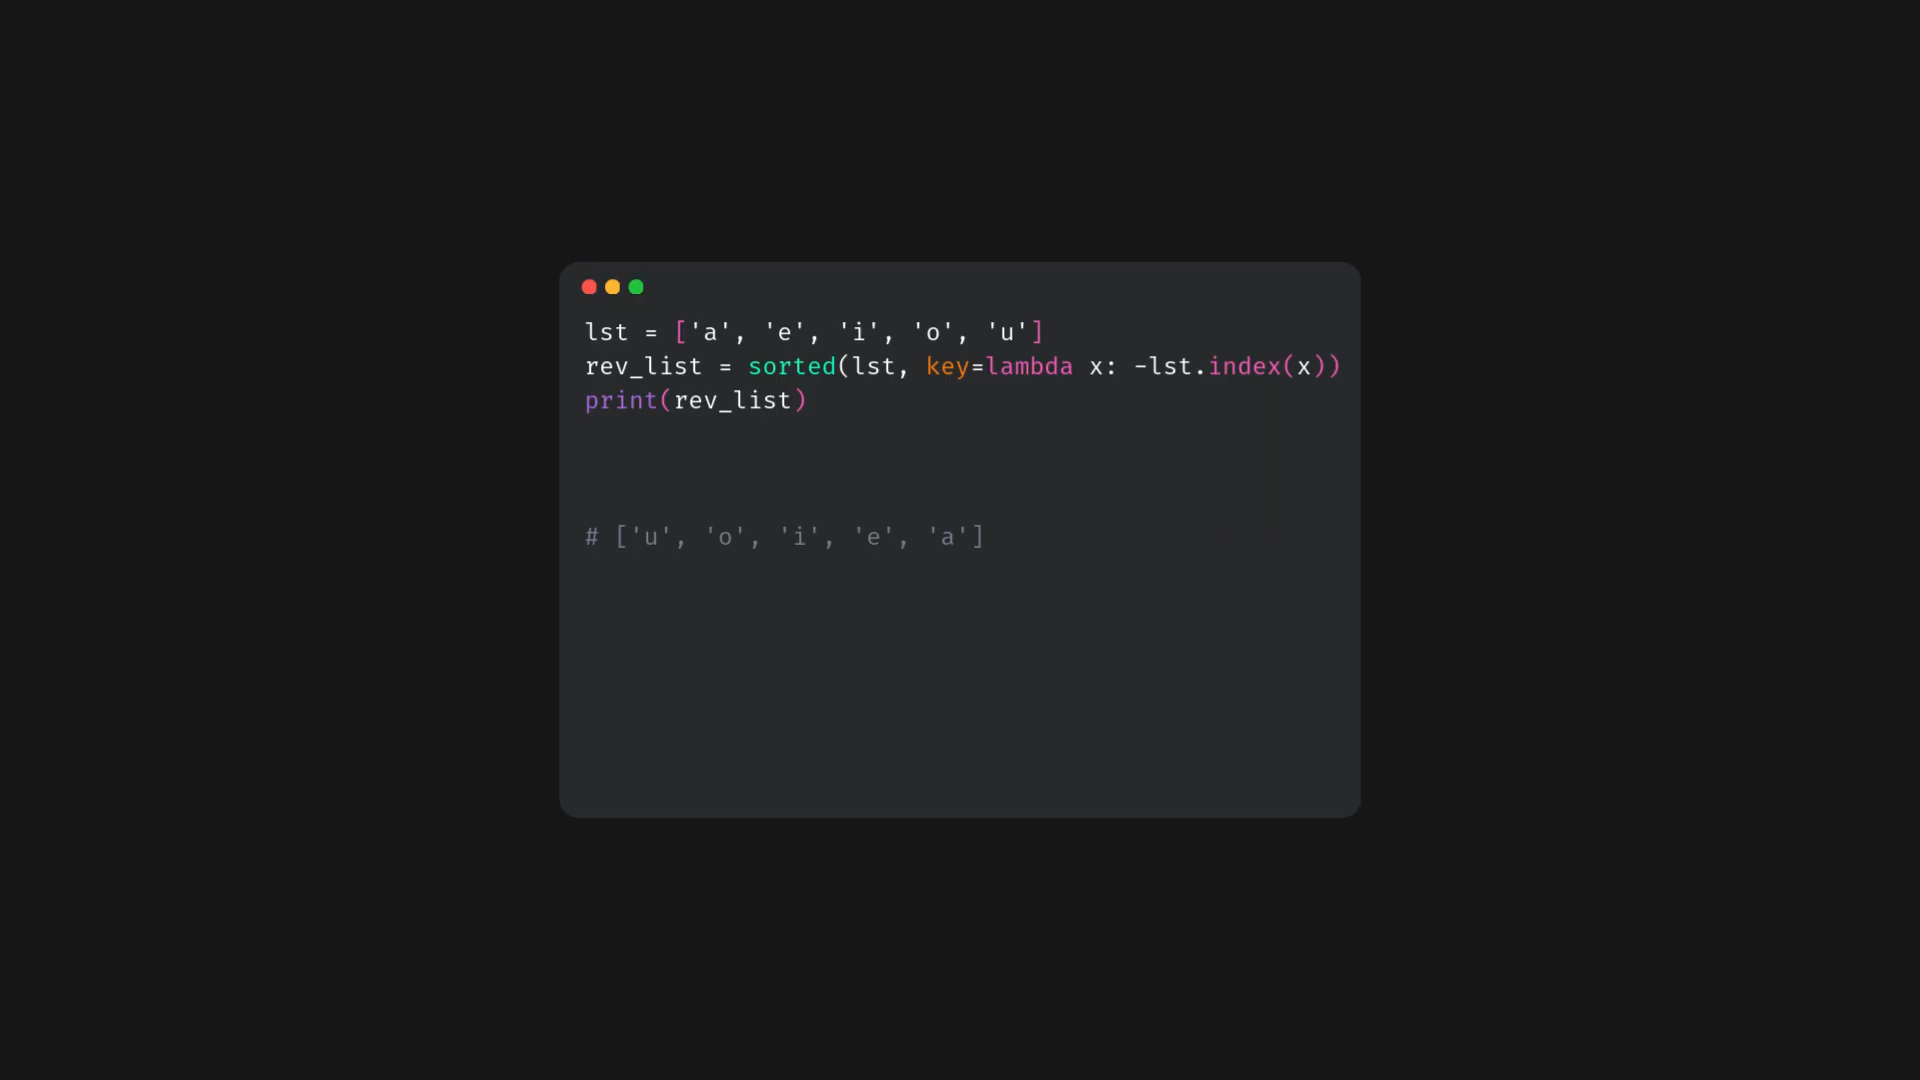 lst = ['a', 'e', 'i', 'o', 'u']
rev_list = sorted(lst, key=lambda x: -lst.index(x))
print(rev_list)
# ['u', 'o', 'i', 'e', 'a']